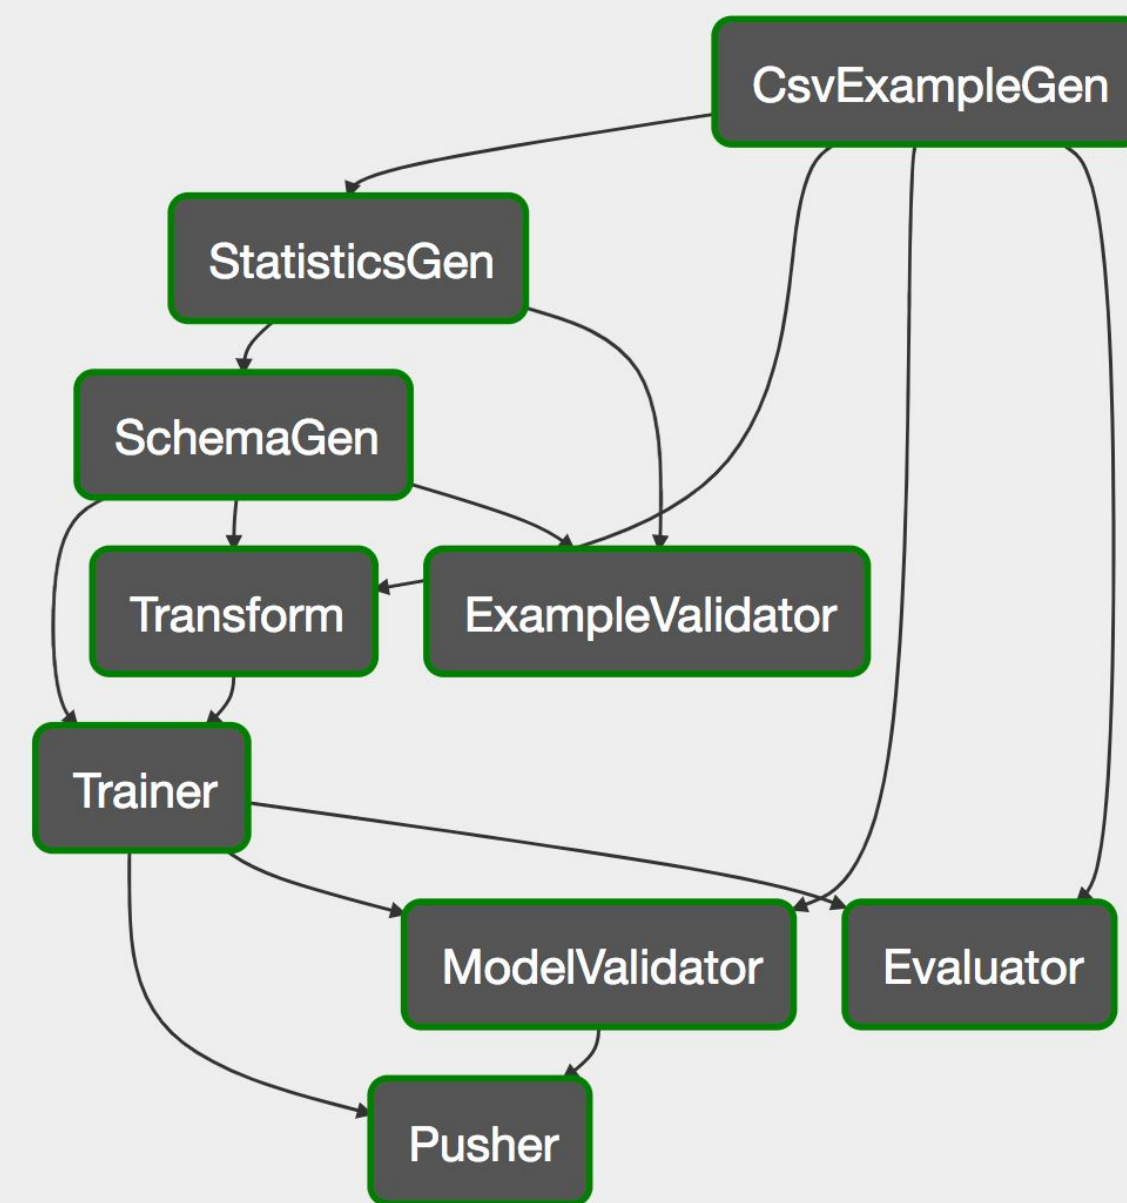 CsvExampleGen
StatisticsGen
SchemaGen
Transform
ExampleValidator
Trainer
ModelValidator
Evaluator
Pusher